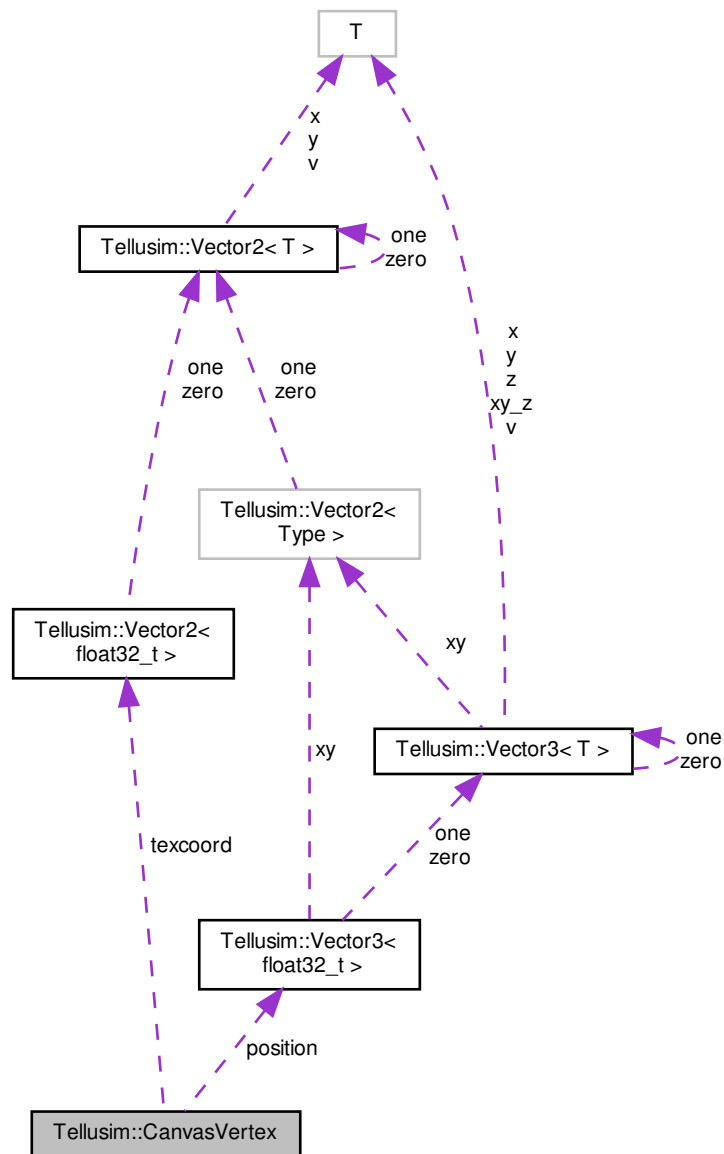 T
x
y
v
Tellusim::Vector2< T >
one
zero
x
y
z
xy_z
v
one
zero
one
zero
Tellusim::Vector2<
Type >
Tellusim::Vector2<
float32_t >
xy
xy
Tellusim::Vector3< T >
one
zero
texcoord
one
zero
Tellusim::Vector3<
float32_t >
position
Tellusim::CanvasVertex